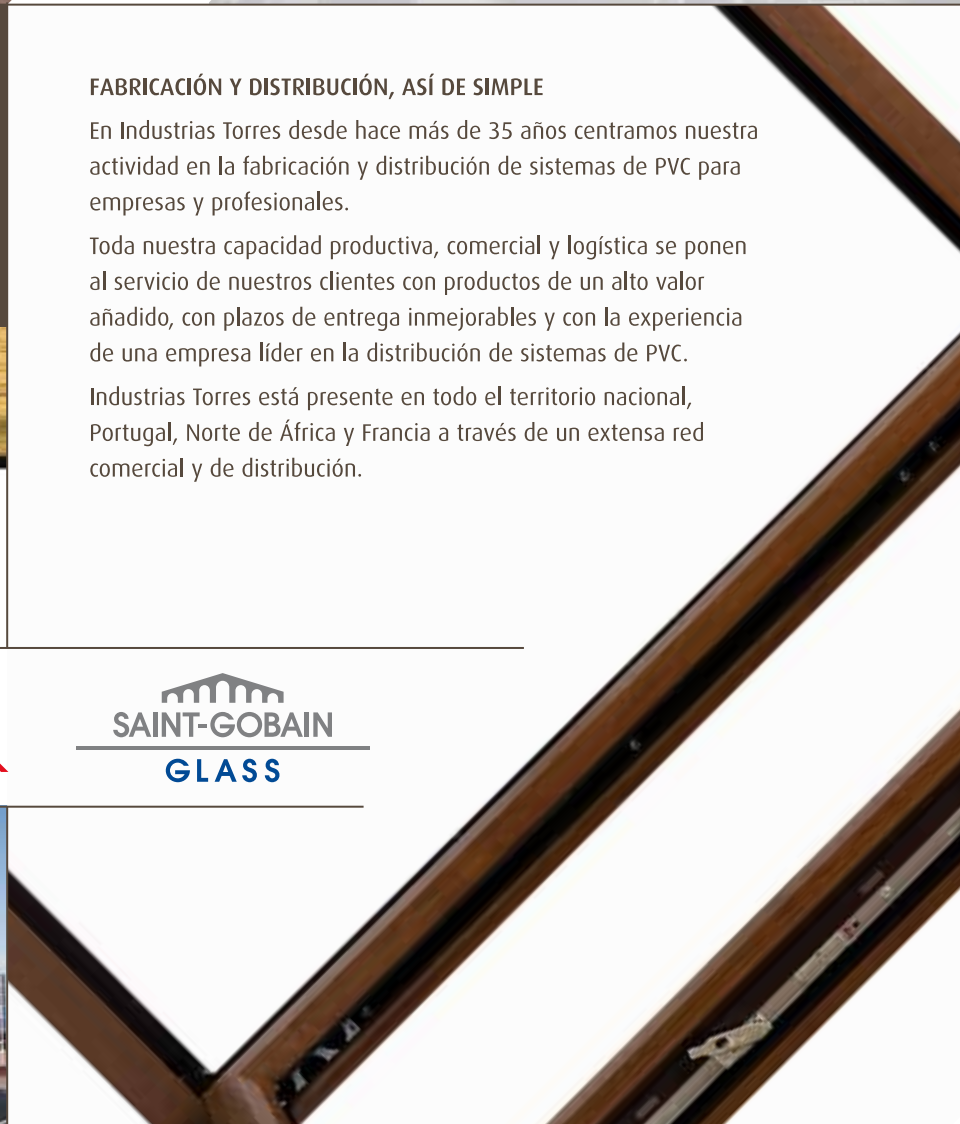 FABRICACIÓN Y DISTRIBUCIÓN, ASÍ DE SIMPLE
En Industrias Torres desde hace más de 35 años centramos nuestra
actividad en la fabricación y distribución de sistemas de PVC para
empresas y profesionales.
Toda nuestra capacidad productiva, comercial y logística se ponen
al servicio de nuestros clientes con productos de un alto valor
añadido, con plazos de entrega inmejorables y con la experiencia
de una empresa líder en la distribución de sistemas de PVC.
Industrias Torres está presente en todo el territorio nacional,
Portugal, Norte de África y Francia a través de un extensa red
comercial y de distribución.
SAINT-GOBAIN
GLASS